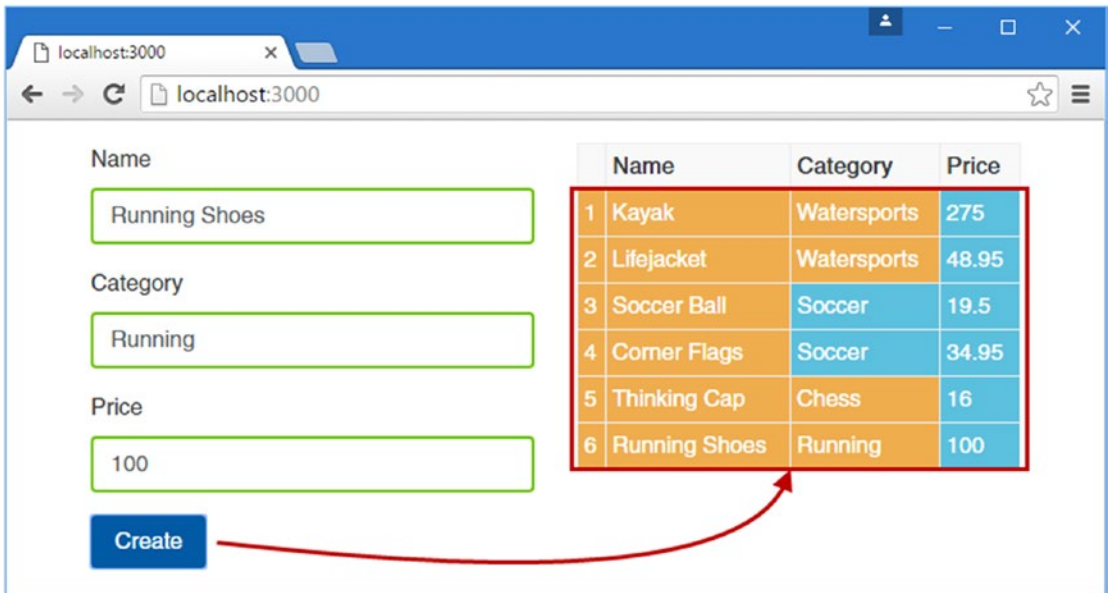 localhost:3000
localhost:3000
Name
Running Shoes
Category
Running
Price
100
Create
Name Category Price
1 Kayak Watersports 275
2 Lifejacket Watersports 48.95
3 Soccer Ball Soccer 19.5
4 Corner Flags Soccer 34.95
5 Thinking Cap Chess 16
6 Running Shoes Running 100